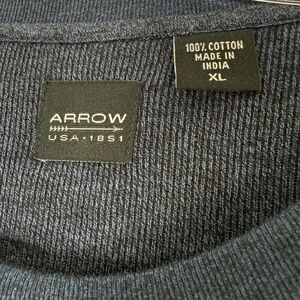 ARROW
USA • 1851
100% COTTON
MADE IN
INDIA
XL